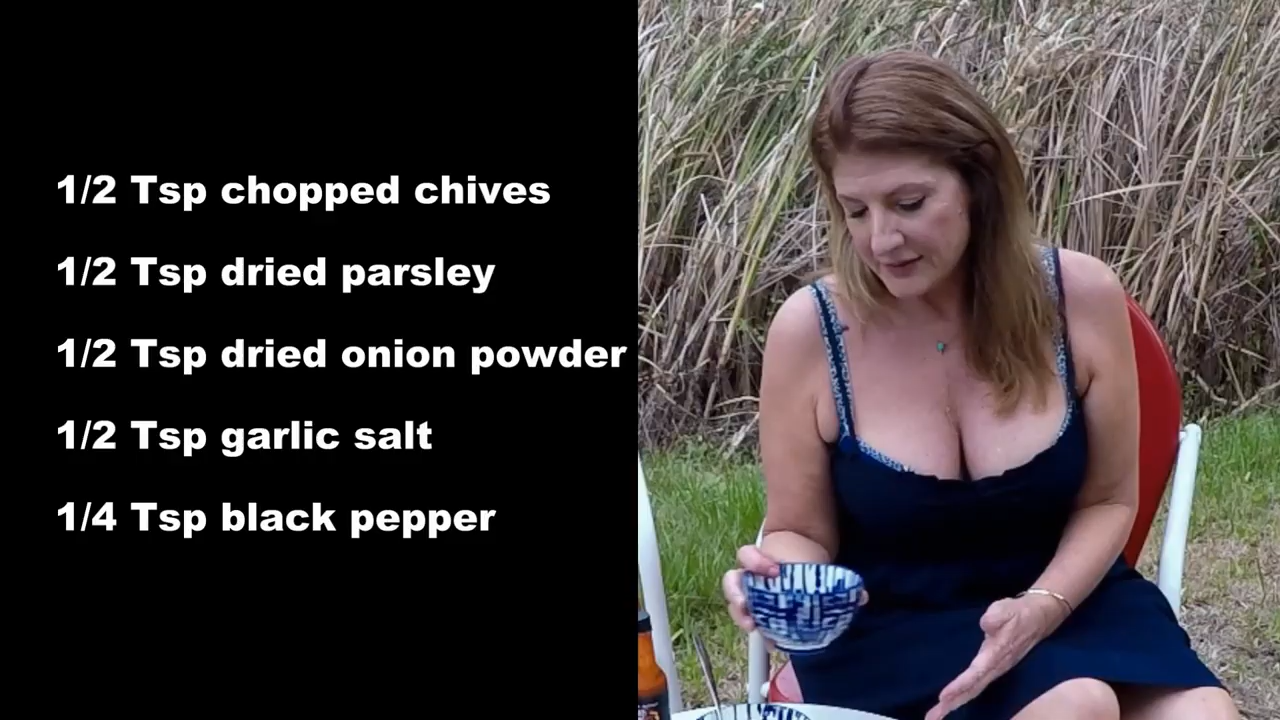 1/2 Tsp chopped chives
1/2 Tsp dried parsley
1/2 Tsp dried onion powder
1/2 Tsp garlic salt
1/4 Tsp black pepper